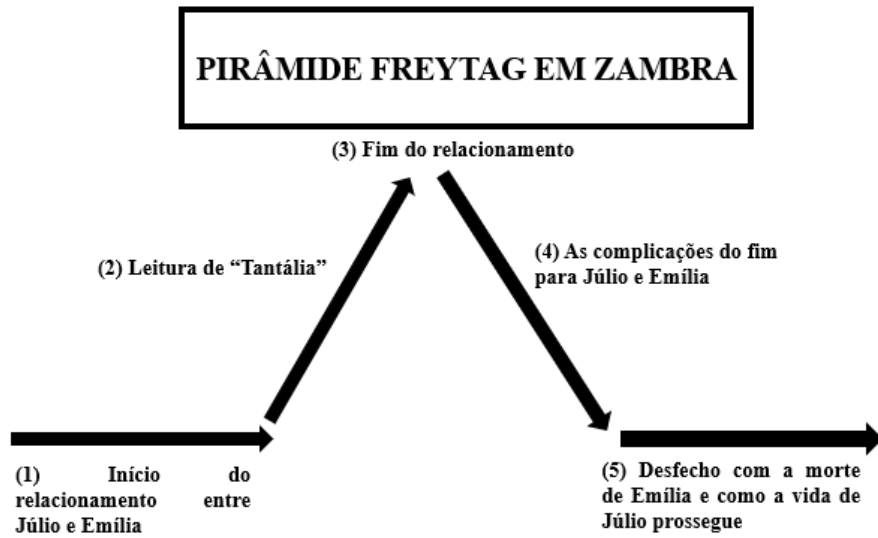 PIRÂMIDE FREYTAG EM ZAMBRA
(3) Fim do relacionamento
(2) Leitura de “Tantália”
(4) As complicações do fim
para Júlio e Emília
(1) Início do
relacionamento entre
Júlio e Emília
(5) Desfecho com a morte
de Emília e como a vida de
Júlio prossegue